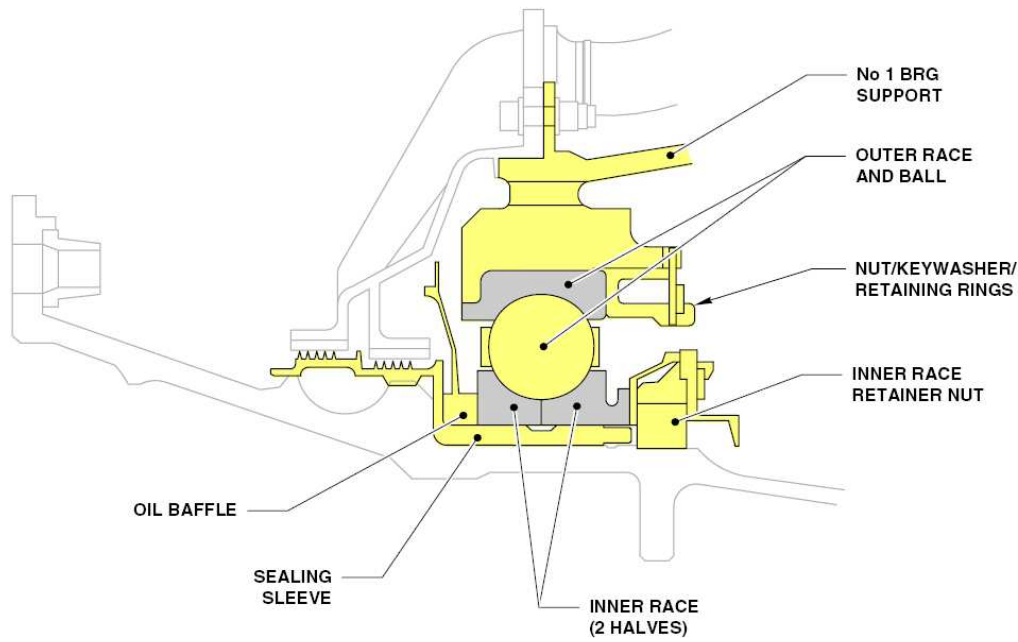 No 1 BRG
SUPPORT
OUTER RACE
AND BALL
NUT/KEYWASHER/
RETAINING RINGS
INNER RACE
RETAINER NUT
OIL BAFFLE
SEALING
SLEEVE
INNER RACE
(2 HALVES)